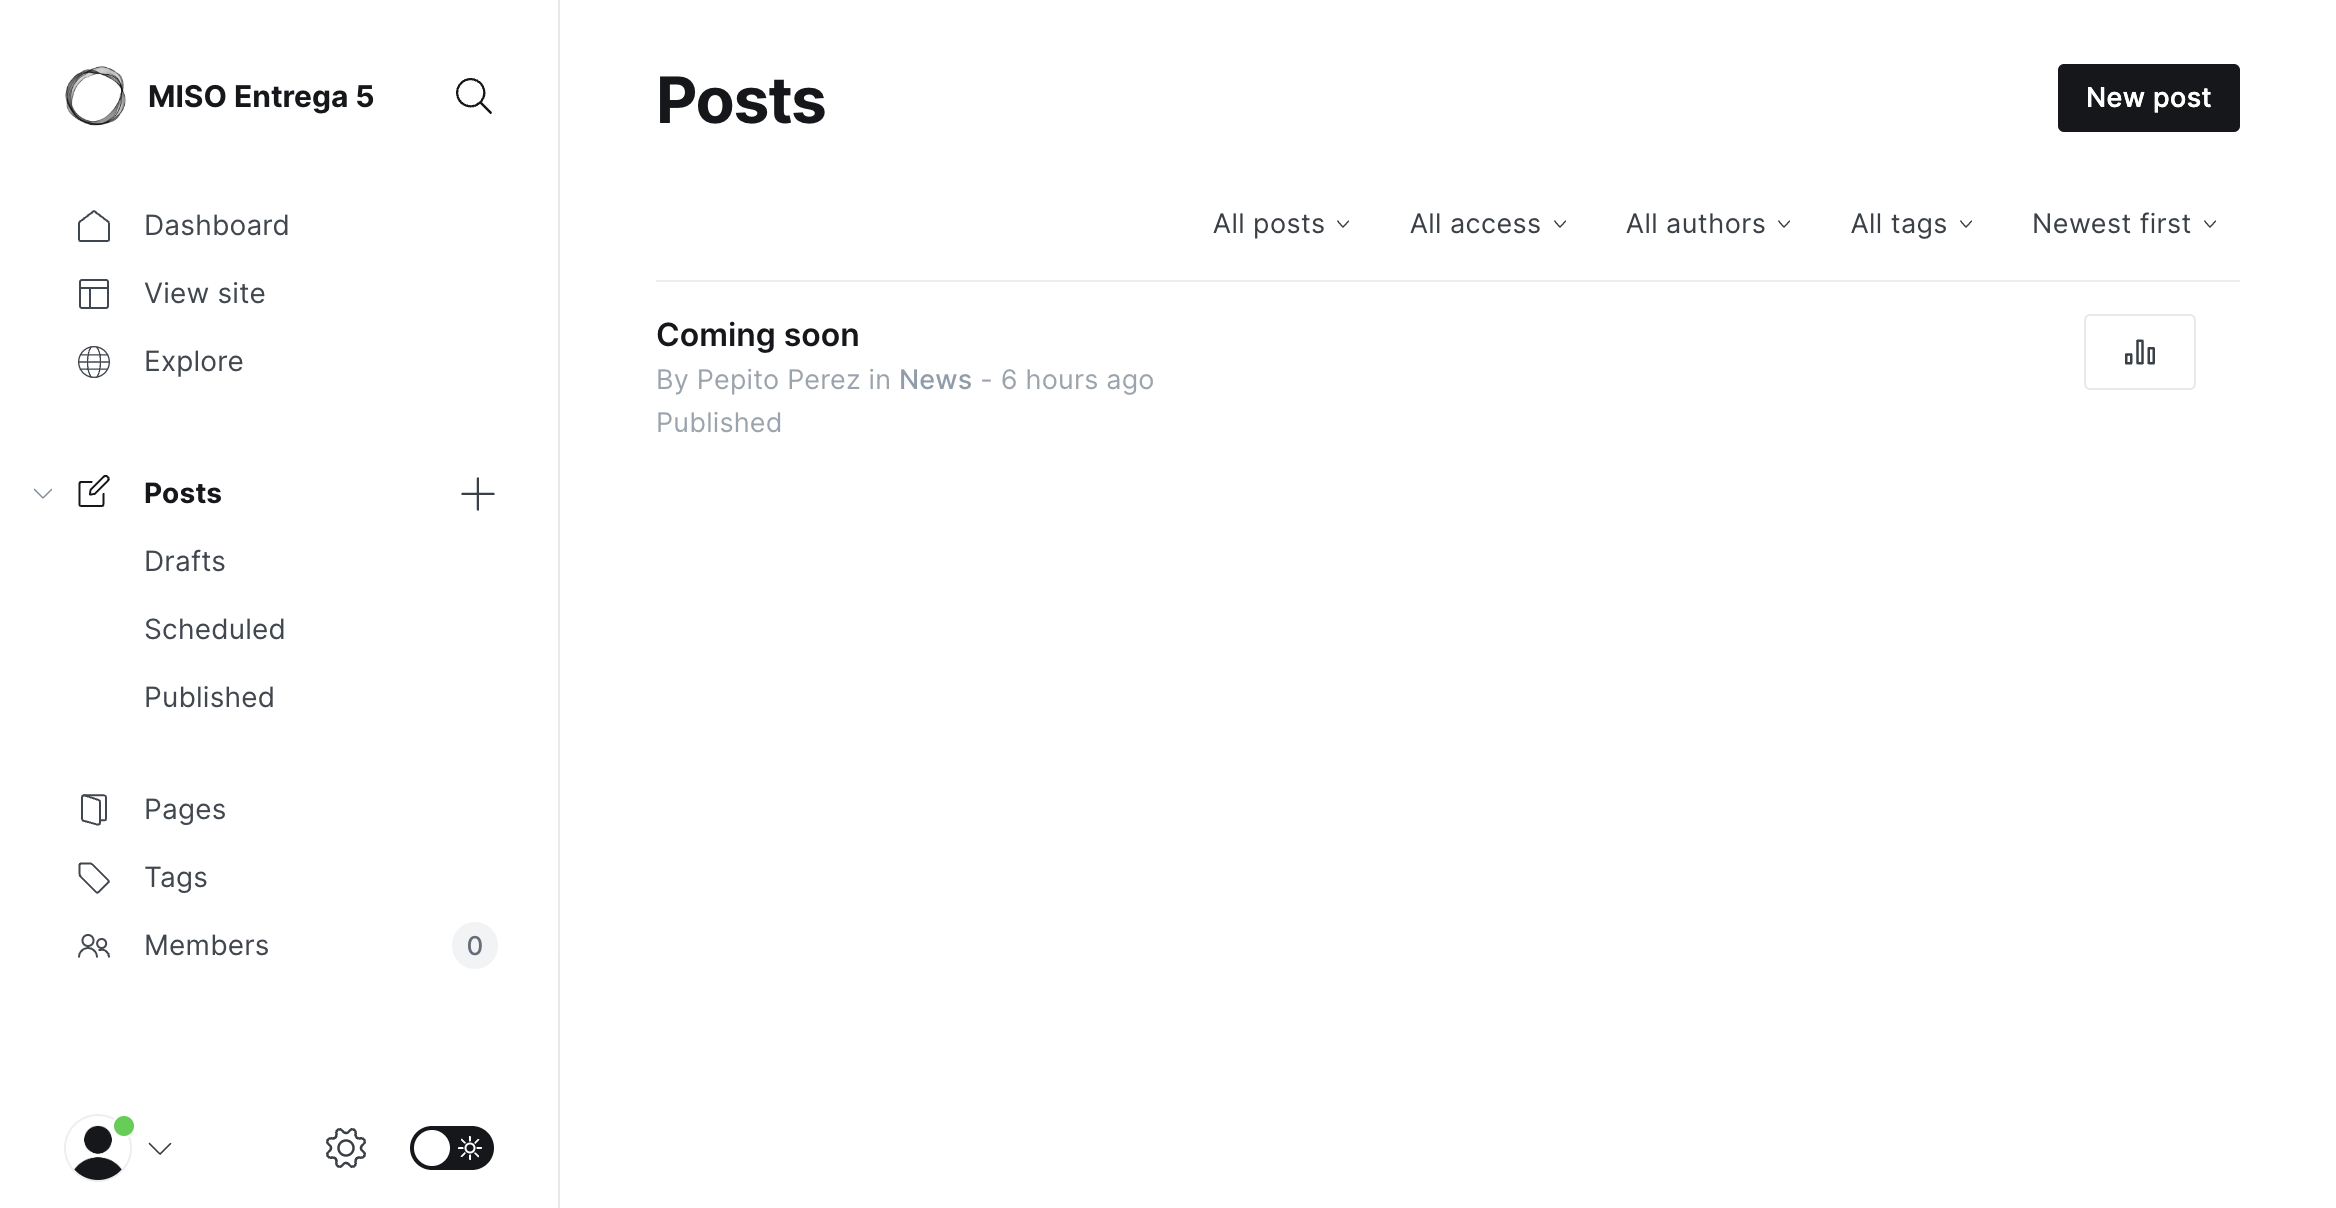 MISO Entrega 5
Dashboard
View site
Explore
Posts
Drafts
Scheduled
Published
Pages
Tags
Members 0
Posts
New post
All posts All access All authors All tags Newest first
Coming soon
By Pepito Perez in News - 6 hours ago
Published